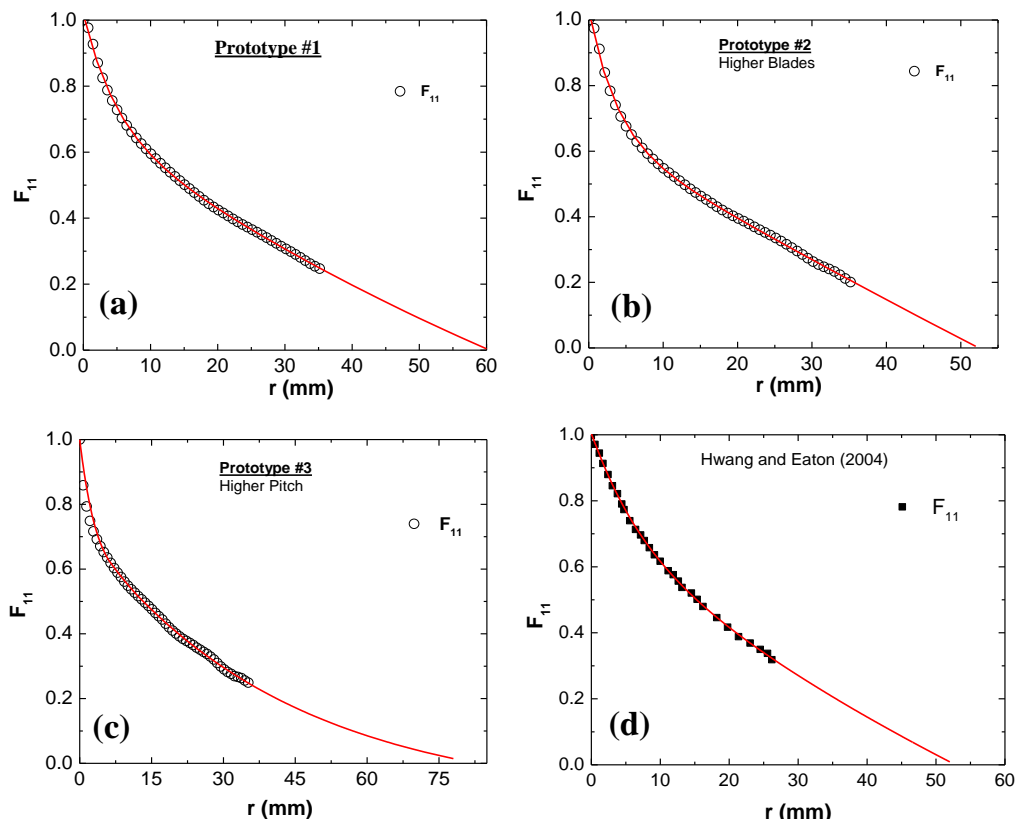 Prototype #1
F11
1.0
0.8
0.6
0.4
0.2
0.0
F11
(a)
0 10 20 30 40 50 60
r (mm)
Prototype #2
Higher Blades
F11
1.0
0.8
0.6
0.4
0.2
0.0
F11
(b)
0 10 20 30 40 50
r (mm)
Prototype #3
Higher Pitch
F11
1.0
0.8
0.6
0.4
0.2
0.0
F11
(c)
0 15 30 45 60 75
r (mm)
Hwang and Eaton (2004)
F11
1.0
0.8
0.6
0.4
0.2
0.0
F11
(d)
0 10 20 30 40 50 60
r (mm)